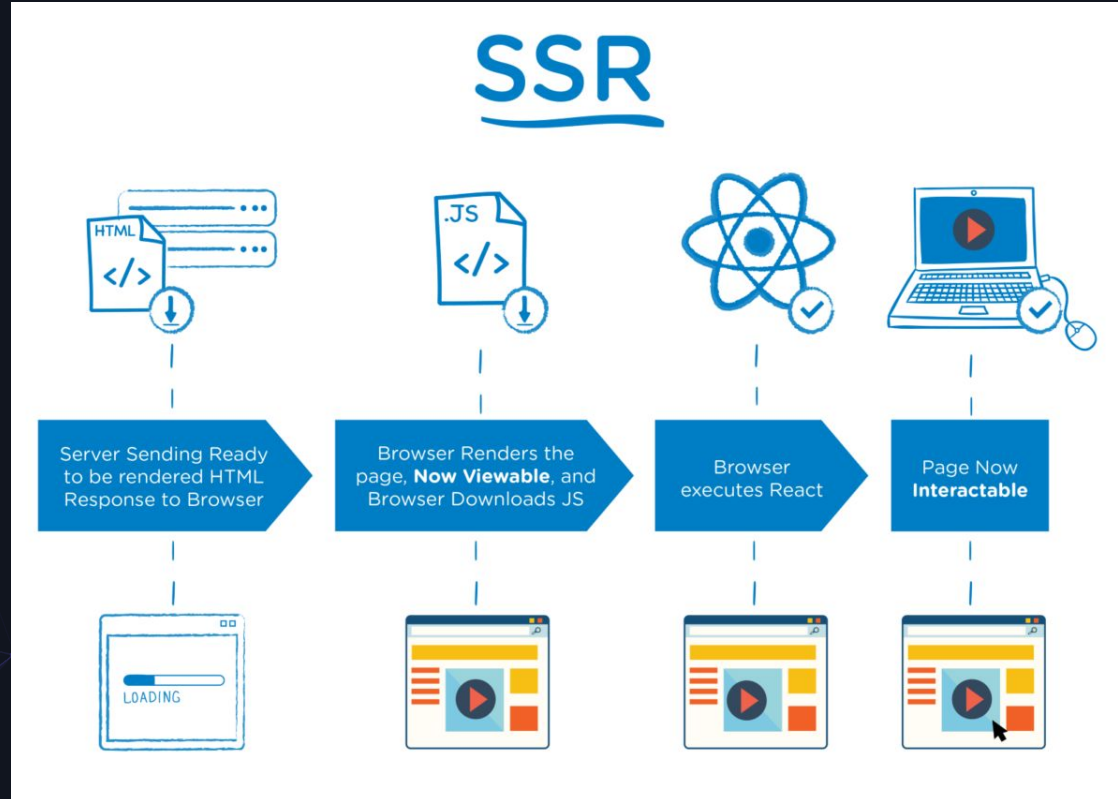 SSR
HTML
</>
.JS
</>
Server Sending Ready
to be rendered HTML
Response to Browser
Browser Renders the
page, Now Viewable, and
Browser Downloads JS
Browser
executes React
Page Now
Interactable
LOADING